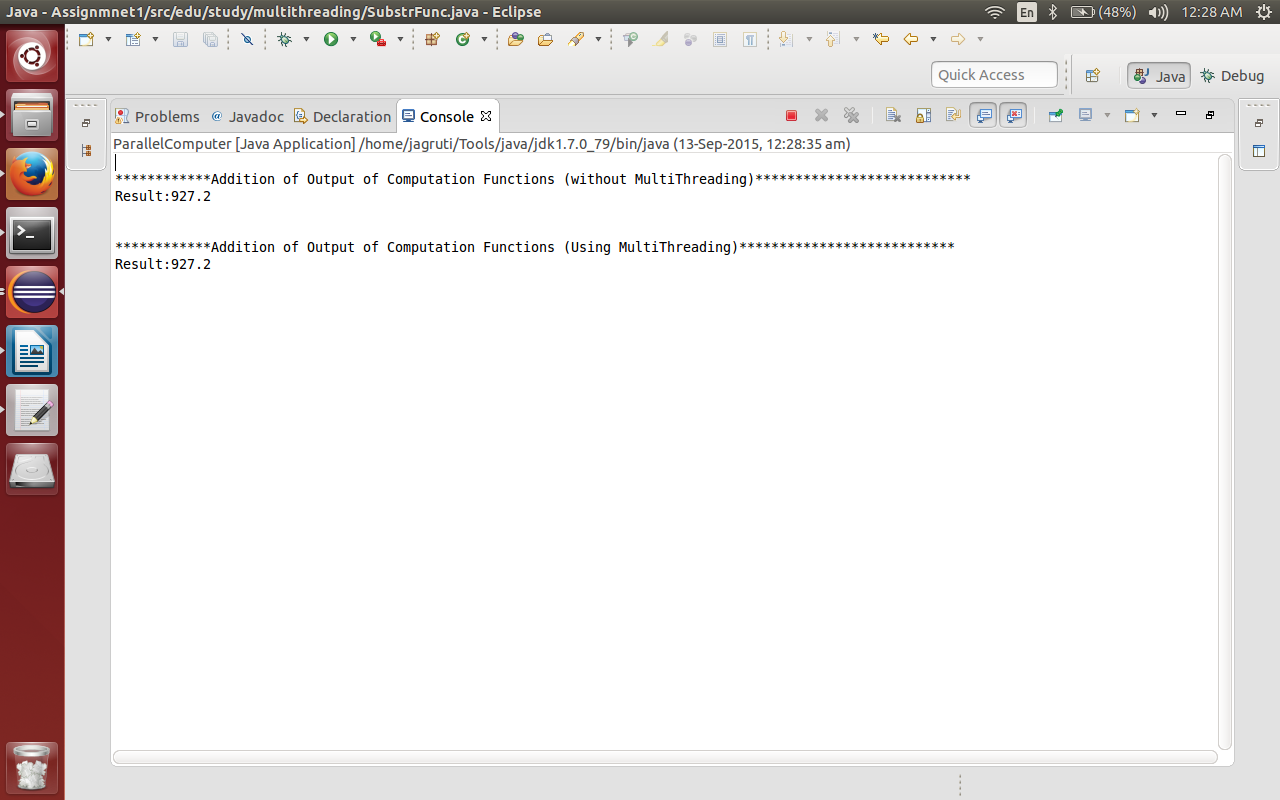 Java - Assignmnet1/src/edu/study/multithreading/SubstrFunc.java - Eclipse
En (48%) 12:28 AM
Quick Access Java Debug
Problems @ Javadoc Declaration Console
ParallelComputer [Java Application] /home/jagruti/Tools/java/jdk1.7.0_79/bin/java (13-Sep-2015, 12:28:35 am)
************Addition of Output of Computation Functions (without MultiThreading)***************************
Result:927.2
************Addition of Output of Computation Functions (Using MultiThreading)***************************
Result:927.2